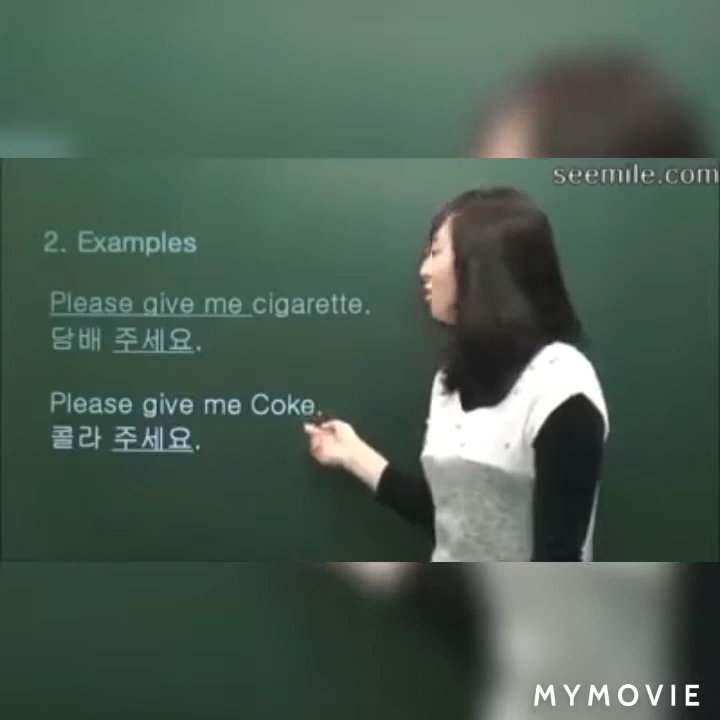 seemile.com
2. Examples
Please give me cigarette.
담배 주세요.
Please give me Coke.
콜라 주세요.
MYMOVIE